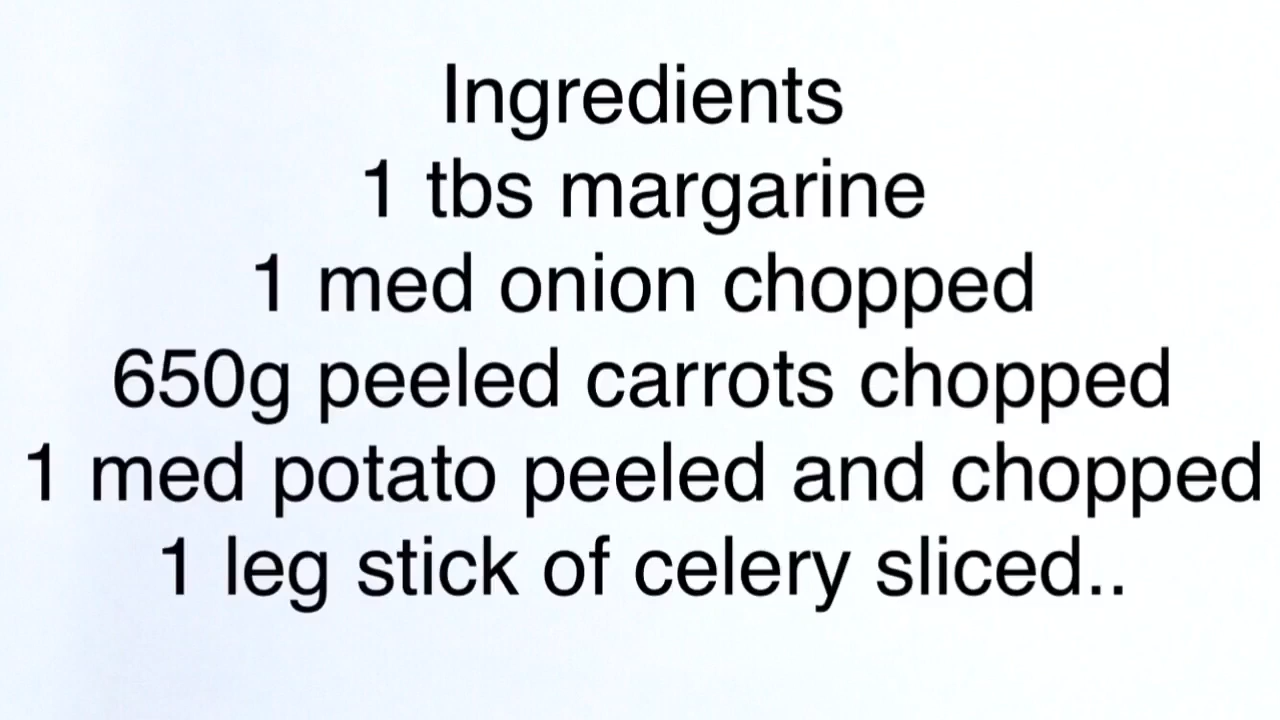 Ingredients
1 tbs margarine
1 med onion chopped
650g peeled carrots chopped
1 med potato peeled and chopped
1 leg stick of celery sliced..